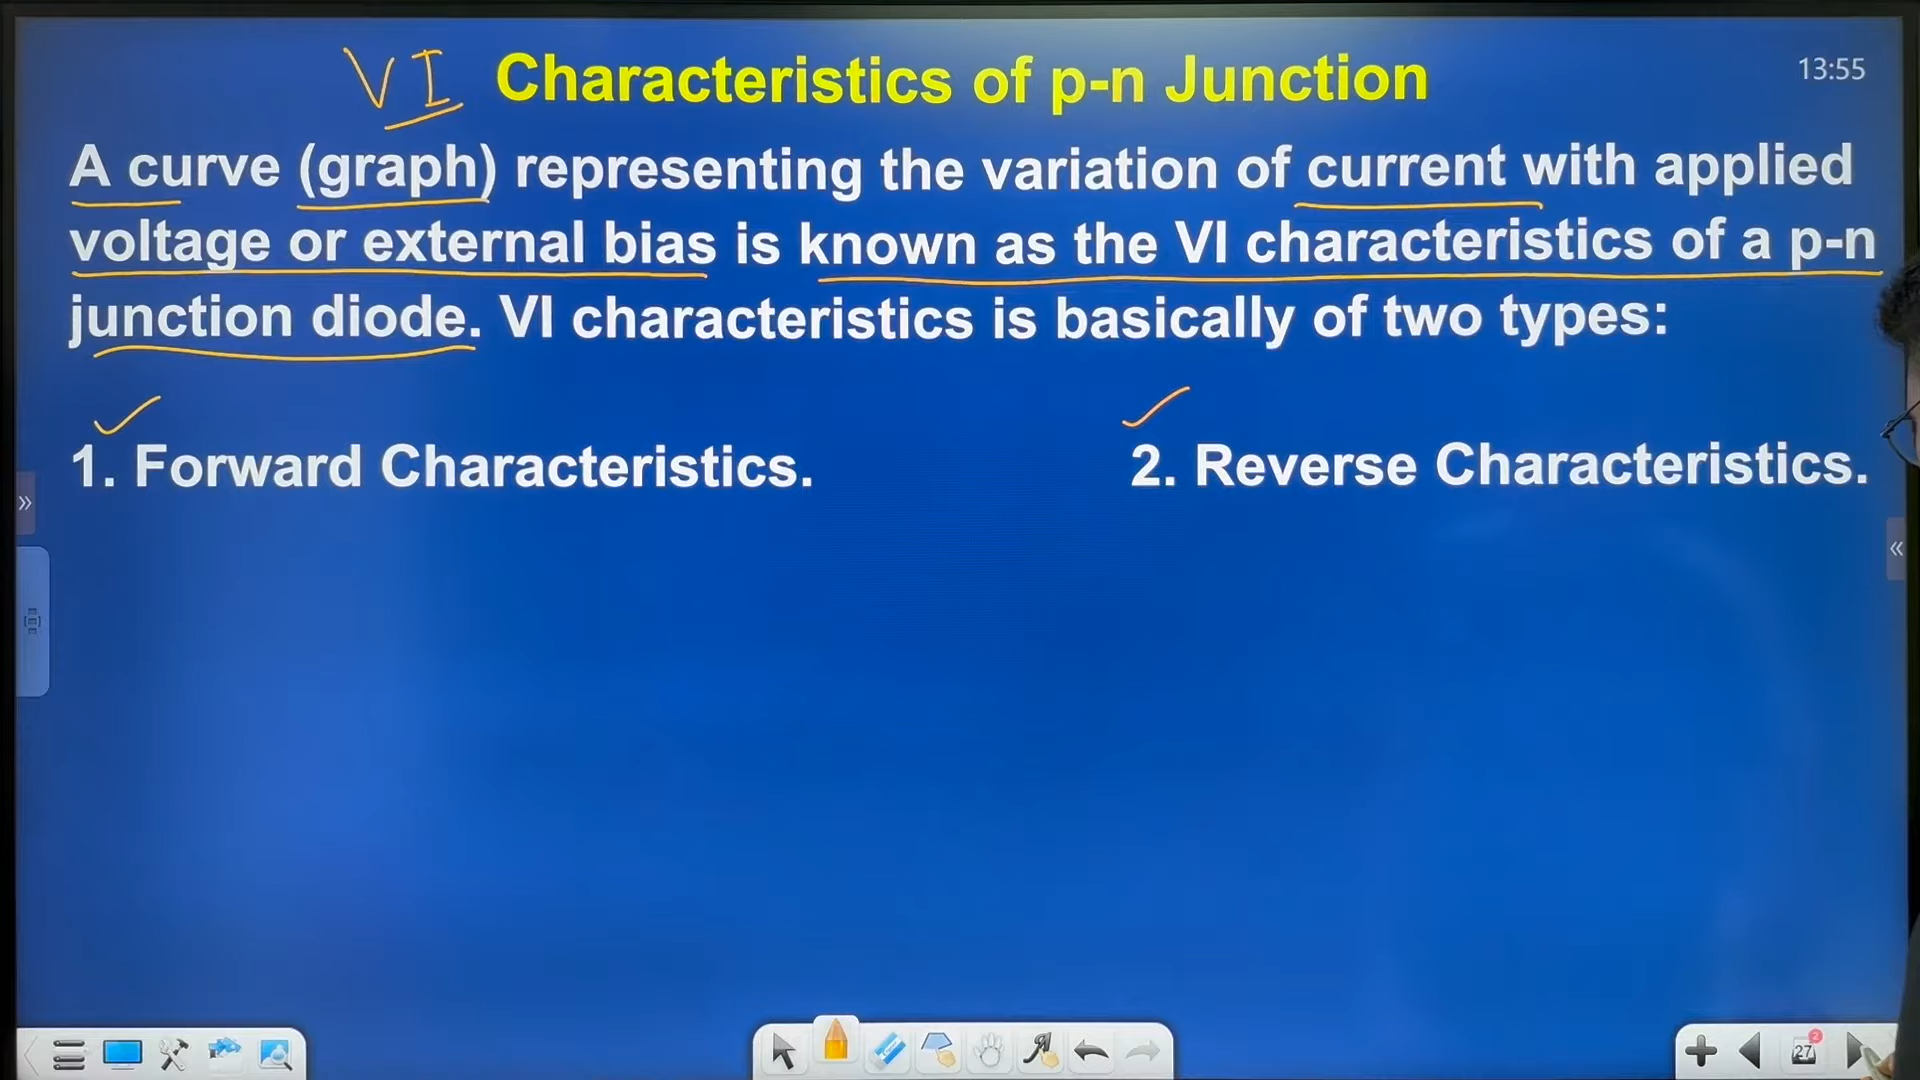 VI Characteristics of p-n Junction
13:55
A curve (graph) representing the variation of current with applied
voltage or external bias is known as the VI characteristics of a p-n
junction diode. VI characteristics is basically of two types:
1. Forward Characteristics.
2. Reverse Characteristics.
27
2